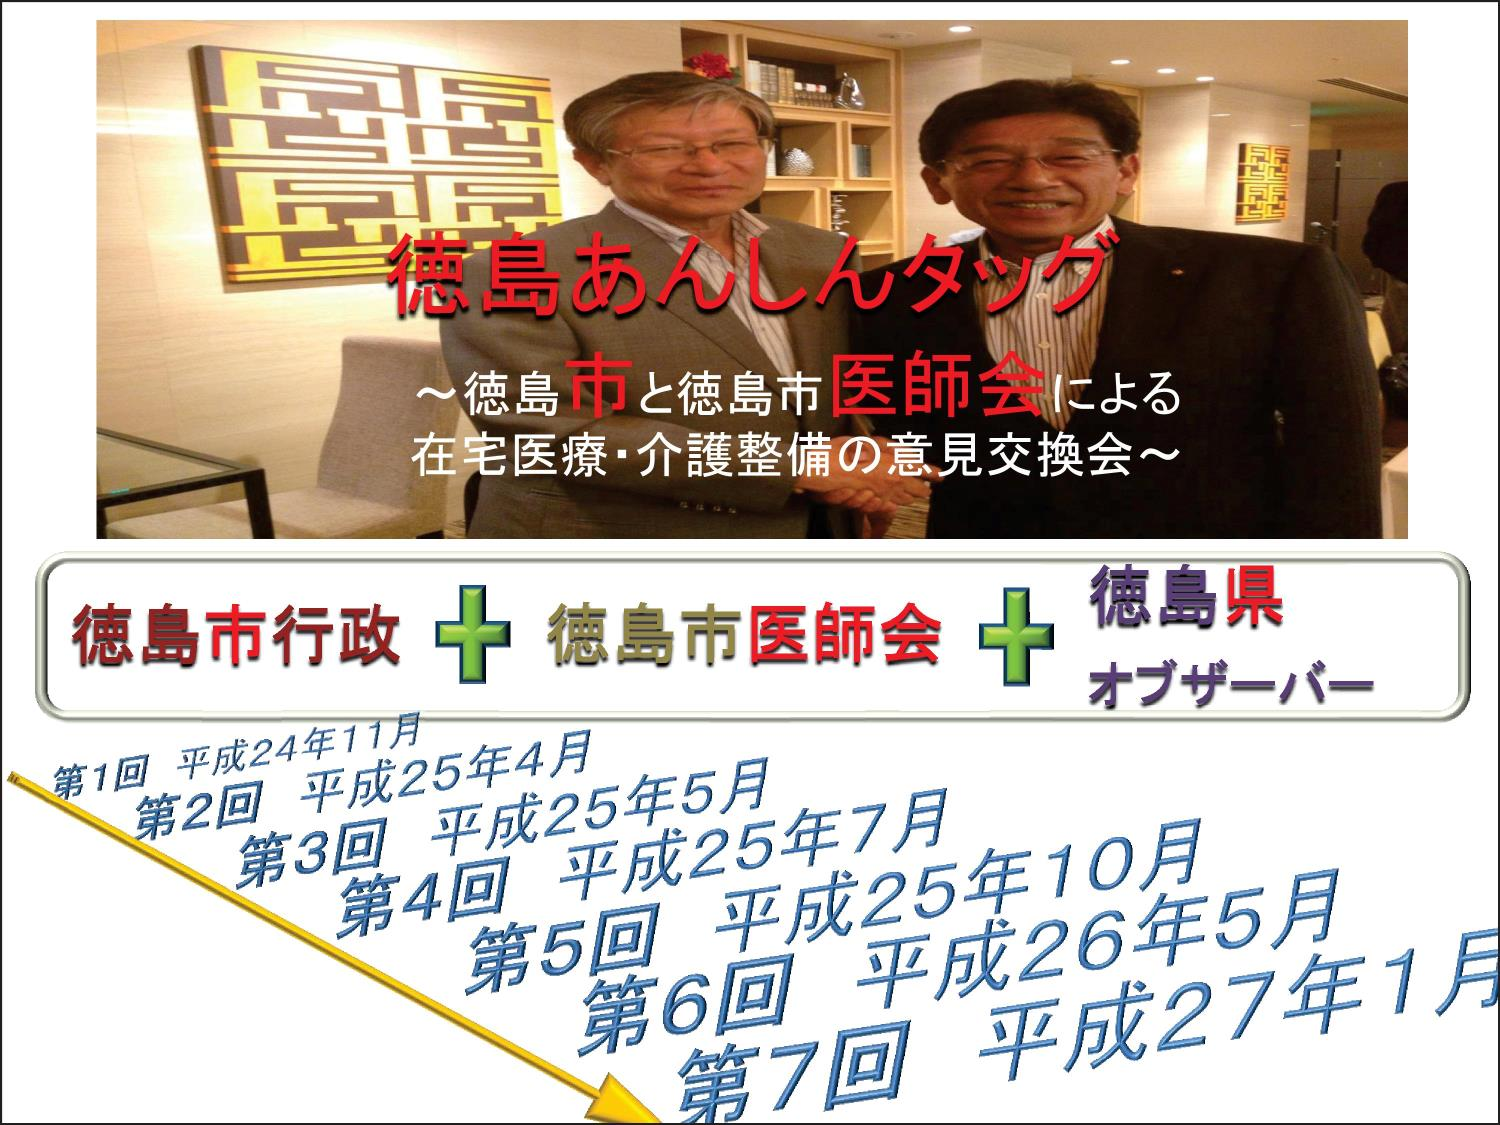 徳島あんしんタッグ
～徳島市と徳島市医師会による
在宅医療・介護整備の意見交換会～
徳島市行政
徳島市医師会
徳島県
オブザーバー
第1回　平成24年11月
第2回　平成25年4月
第3回　平成25年5月
第4回　平成25年7月
第5回　平成25年10月
第6回　平成26年5月
第7回　平成27年1月